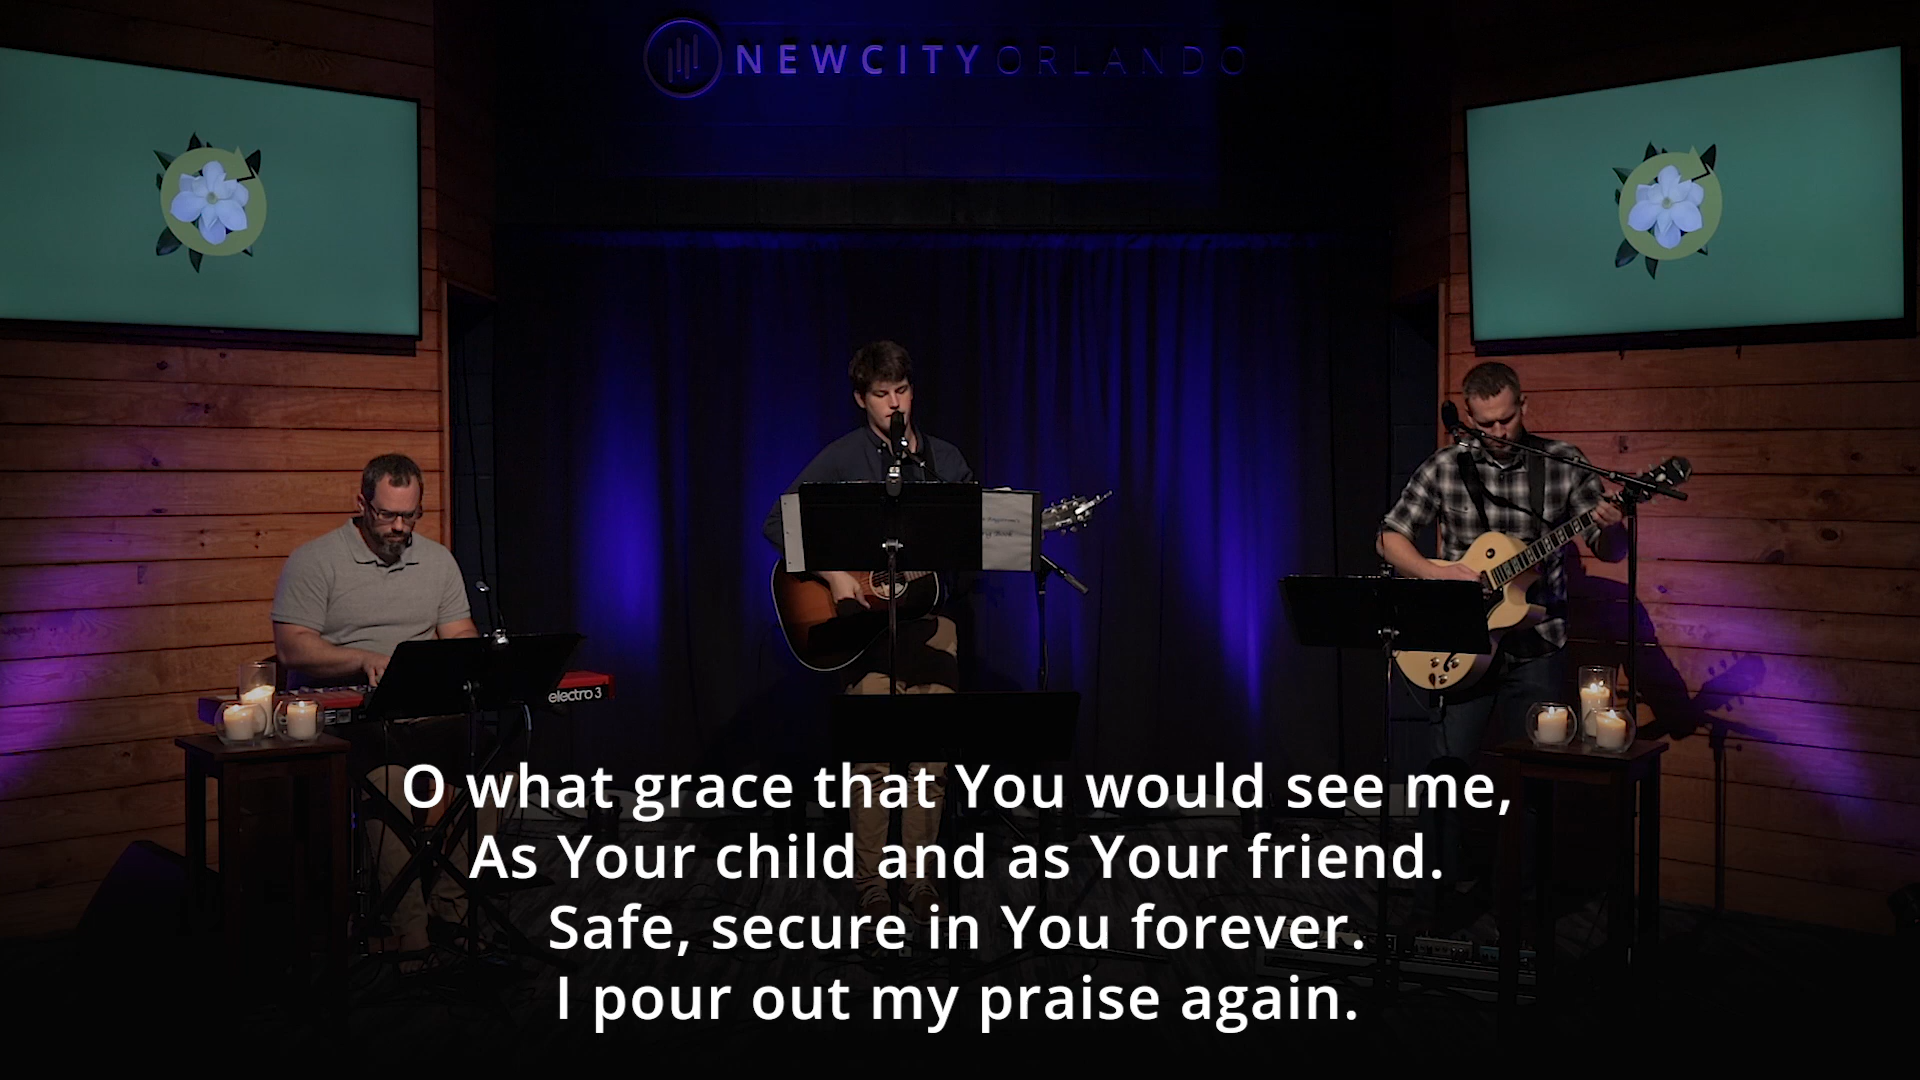 NEWCITYORLANDO
electro 3
O what grace that You would see me,
As Your child and as Your friend.
Safe, secure in You forever.
I pour out my praise again.